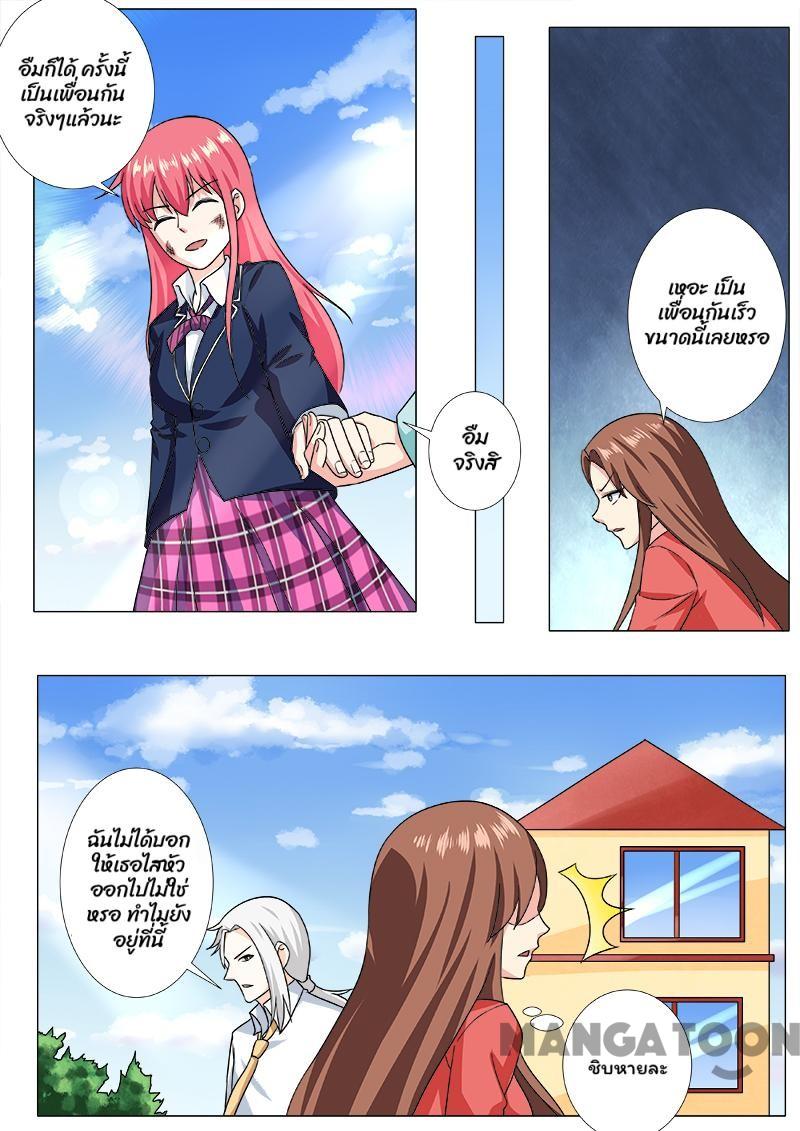 อืมก็ได้ ครั้งนี้
เป็นเพื่อนกัน
จริงๆแล้วนะ
อืม
จริงสิ
เหอะ เป็น
เพื่อนกันเร็ว
ขนาดนี้เลยหรอ
ฉันไม่ได้บอก
ให้เธอไสหัว
ออกไปไม่ใช่
หรอ ทำไมยัง
อยู่ที่นี่
ชิบหายละ
MANGATOON